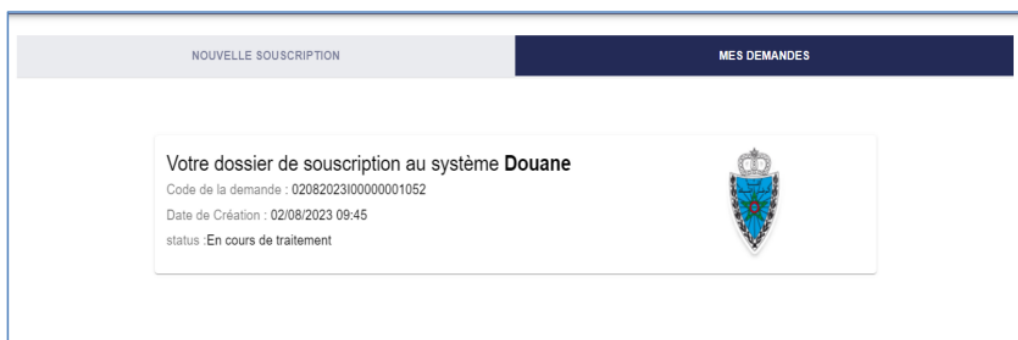 NOUVELLE SOUSCRIPTION
MES DEMANDES
Votre dossier de souscription au système Douane
Code de la demande : 02082023I00000001052
Date de Création : 02/08/2023 09:45
status :En cours de traitement